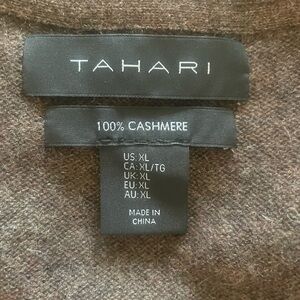 TAHARI
100% CASHMERE
US: XL
CA: XL/TG
UK: XL
EU: XL
AU: XL
MADE IN
CHINA